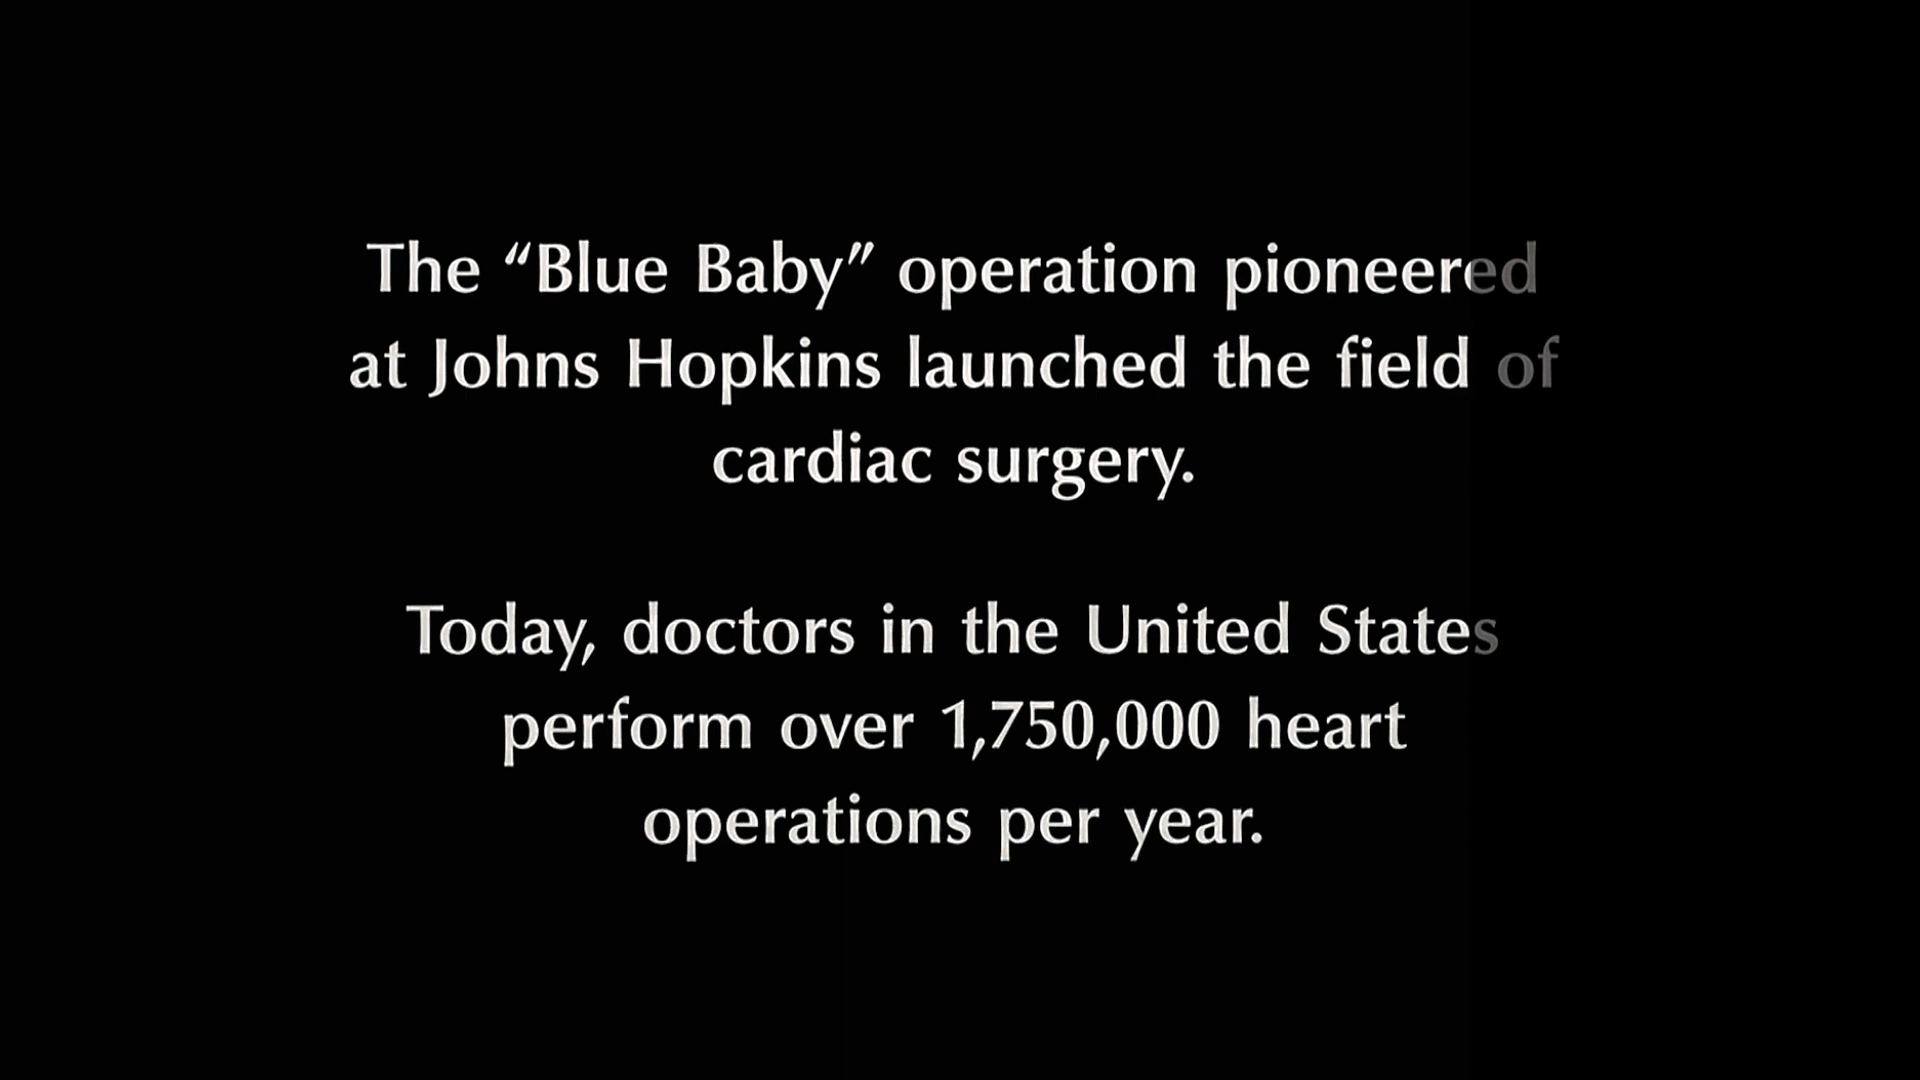 The “Blue Baby” operation pioneered
at Johns Hopkins launched the field of
cardiac surgery.
Today, doctors in the United States
perform over 1,750,000 heart
operations per year.